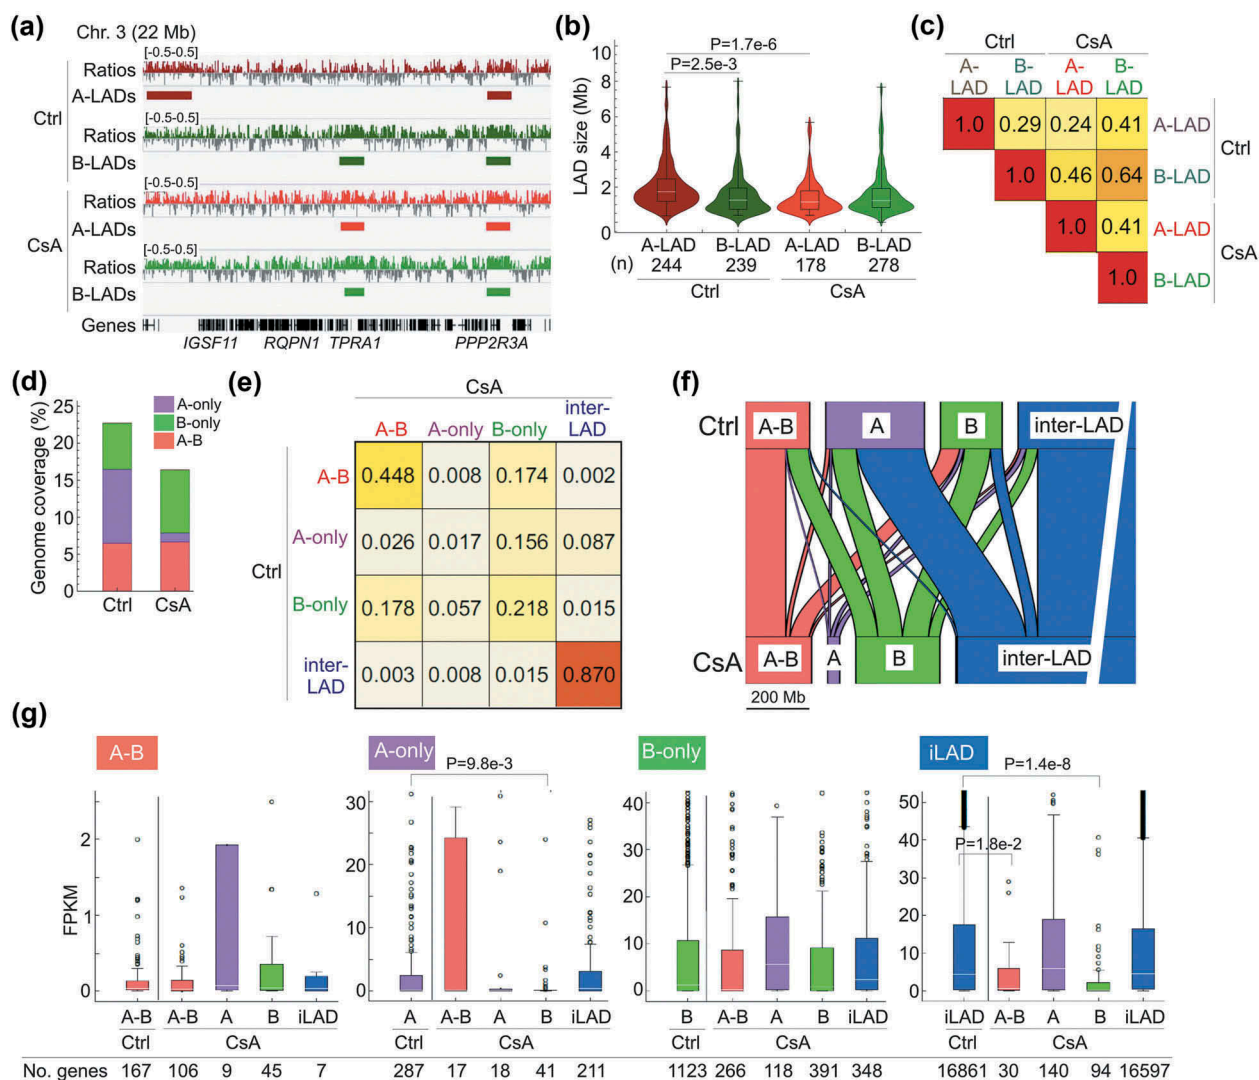 (a)
Chr. 3 (22 Mb)
[-0.5-0.5]
Ctrl
Ratios
A-LADs
[-0.5-0.5]
Ratios
B-LADs
[-0.5-0.5]
CsA
Ratios
A-LADs
[-0.5-0.5]
Ratios
B-LADs
Genes
IGSF11 RQPN1 TPRA1 PPP2R3A
(b)
LAD size (Mb)
10
8
6
4
2
0
P=1.7e-6
P=2.5e-3
A-LAD B-LAD A-LAD B-LAD
(n) 244 239 178 278
Ctrl CsA
(c)
Ctrl CsA
A-LAD B-LAD A-LAD B-LAD
1.0 0.29 0.24 0.41 A-LAD
1.0 0.46 0.64 B-LAD
1.0 0.41 A-LAD
1.0 B-LAD
Ctrl
CsA
(d)
Genome coverage (%)
25
20
15
10
5
0
A-only
B-only
A-B
Ctrl CsA
(e)
CsA
A-B A-only B-only inter-LAD
Ctrl
A-B 0.448 0.008 0.174 0.002
A-only 0.026 0.017 0.156 0.087
B-only 0.178 0.057 0.218 0.015
inter-LAD 0.003 0.008 0.015 0.870
(f)
Ctrl A-B A B inter-LAD
CsA A-B A B inter-LAD
200 Mb
(g)
A-B
FPKM
2
1
0
A-B A-B A B iLAD
Ctrl CsA
A-only
P=9.8e-3
30
20
10
0
A A-B A B iLAD
Ctrl CsA
B-only
40
30
20
10
0
B A-B A B iLAD
Ctrl CsA
iLAD
P=1.4e-8
P=1.8e-2
50
40
30
20
10
0
iLAD A-B A B iLAD
Ctrl CsA
No. genes 167 106 9 45 7 287 17 18 41 211 1123 266 118 391 348 16861 30 140 94 16597